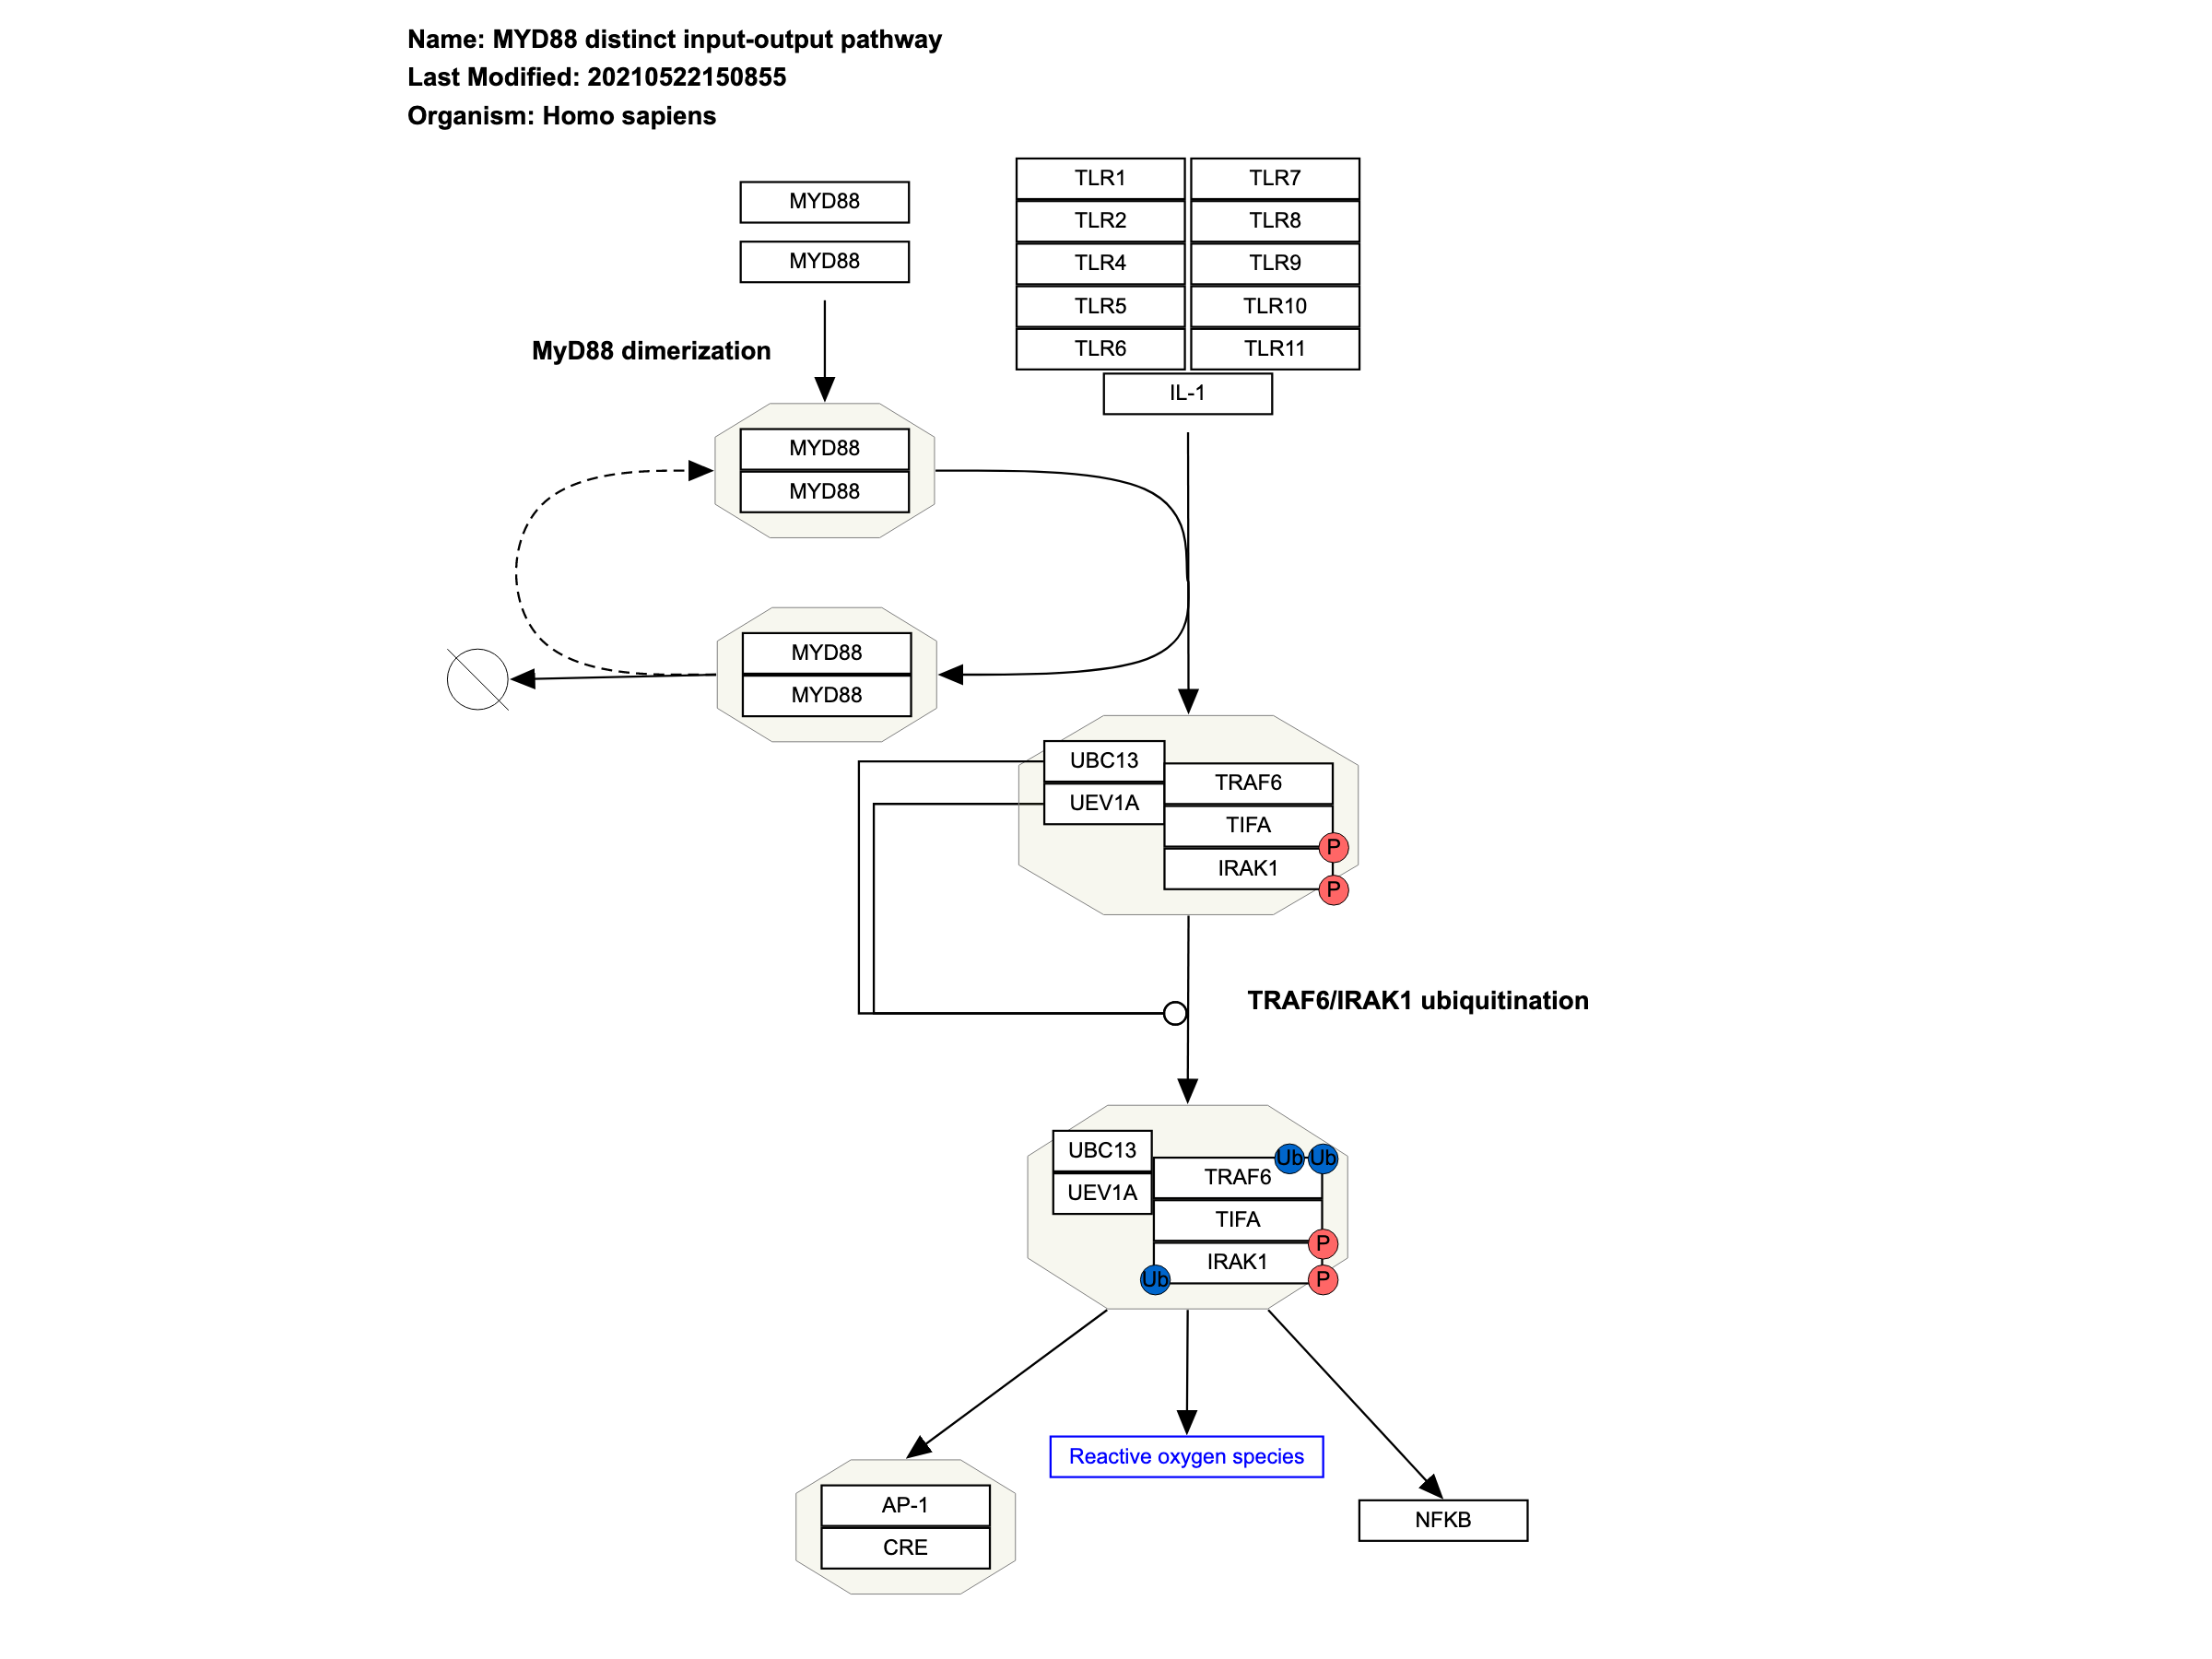 Name: MYD88 distinct input-output pathway
Last Modified: 20210522150855
Organism: Homo sapiens
MYD88
MYD88
TLR1
TLR7
TLR2
TLR8
TLR4
TLR9
TLR5
TLR10
TLR6
TLR11
IL-1
MyD88 dimerization
MYD88
MYD88
MYD88
MYD88
UBC13
UEV1A
TRAF6
TIFA
P
IRAK1
P
TRAF6/IRAK1 ubiquitination
UBC13
UEV1A
Ub
Ub
TRAF6
TIFA
P
IRAK1
Ub
P
Reactive oxygen species
AP-1
CRE
NFKB